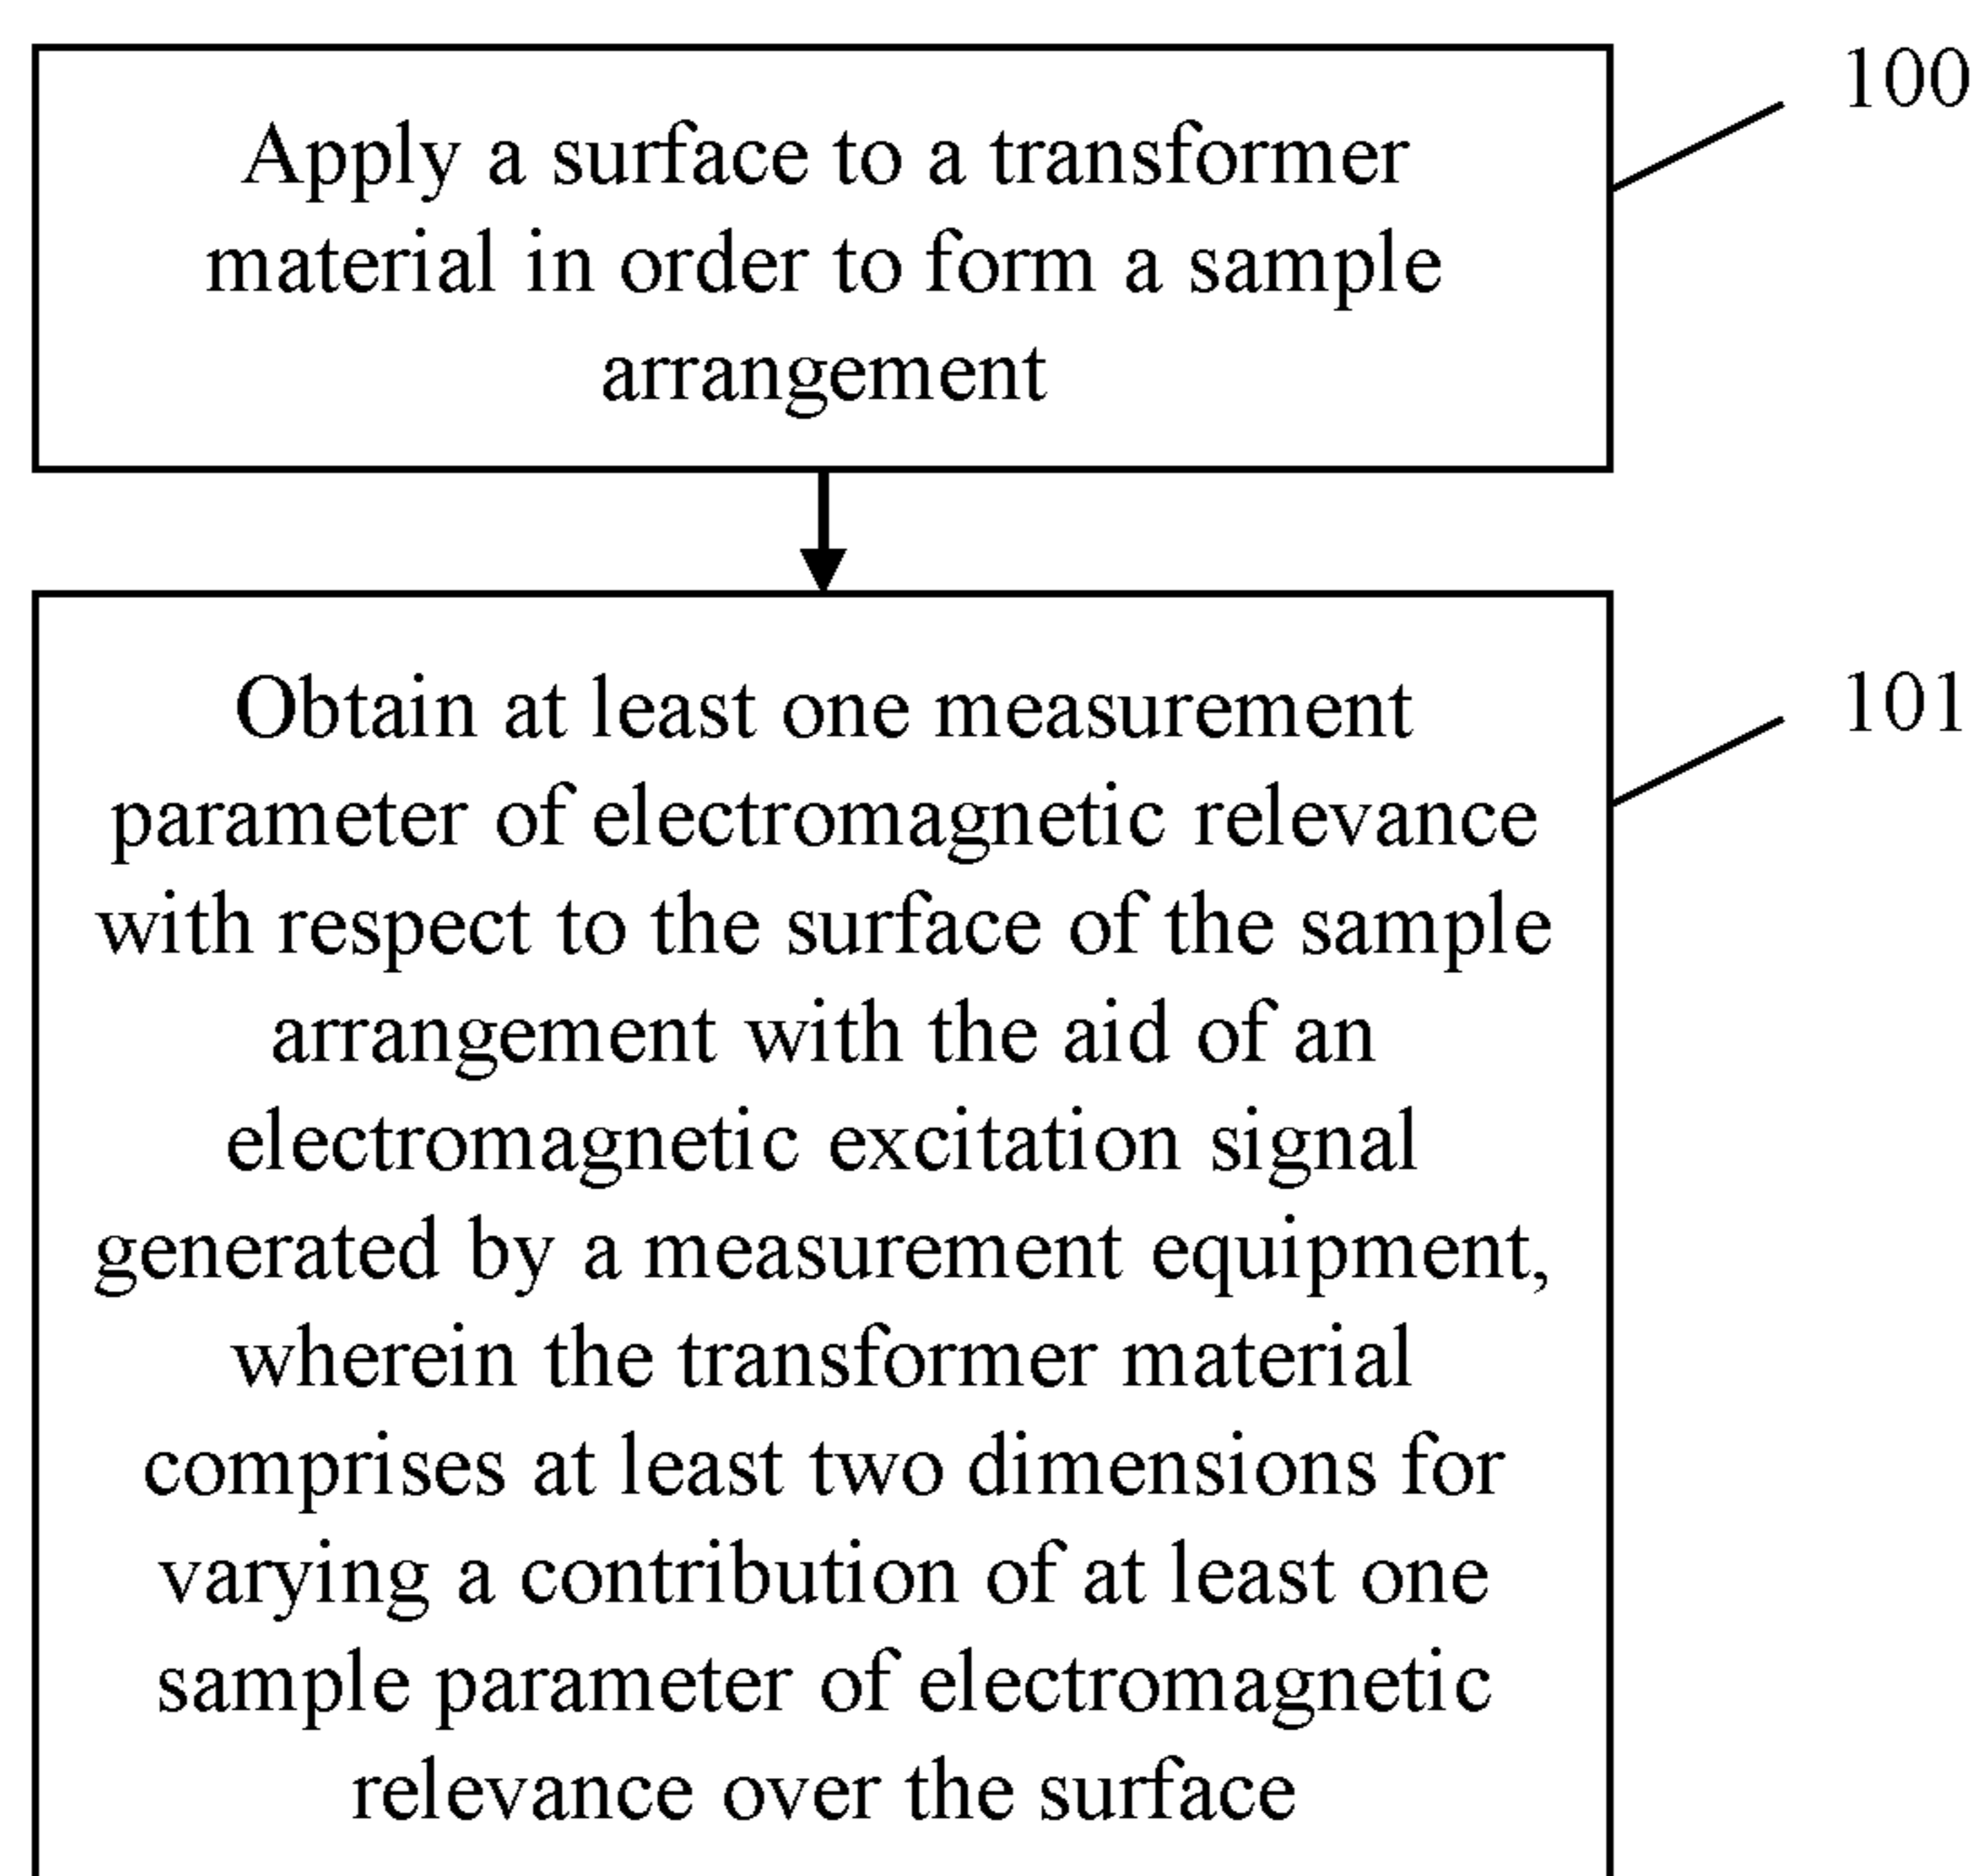 100
Apply a surface to a transformer
material in order to form a sample
arrangement
101
Obtain at least one measurement
parameter of electromagnetic relevance
with respect to the surface of the sample
arrangement with the aid of an
electromagnetic excitation signal
generated by a measurement equipment,
wherein the transformer material
comprises at least two dimensions for
varying a contribution of at least one
sample parameter of electromagnetic
relevance over the surface